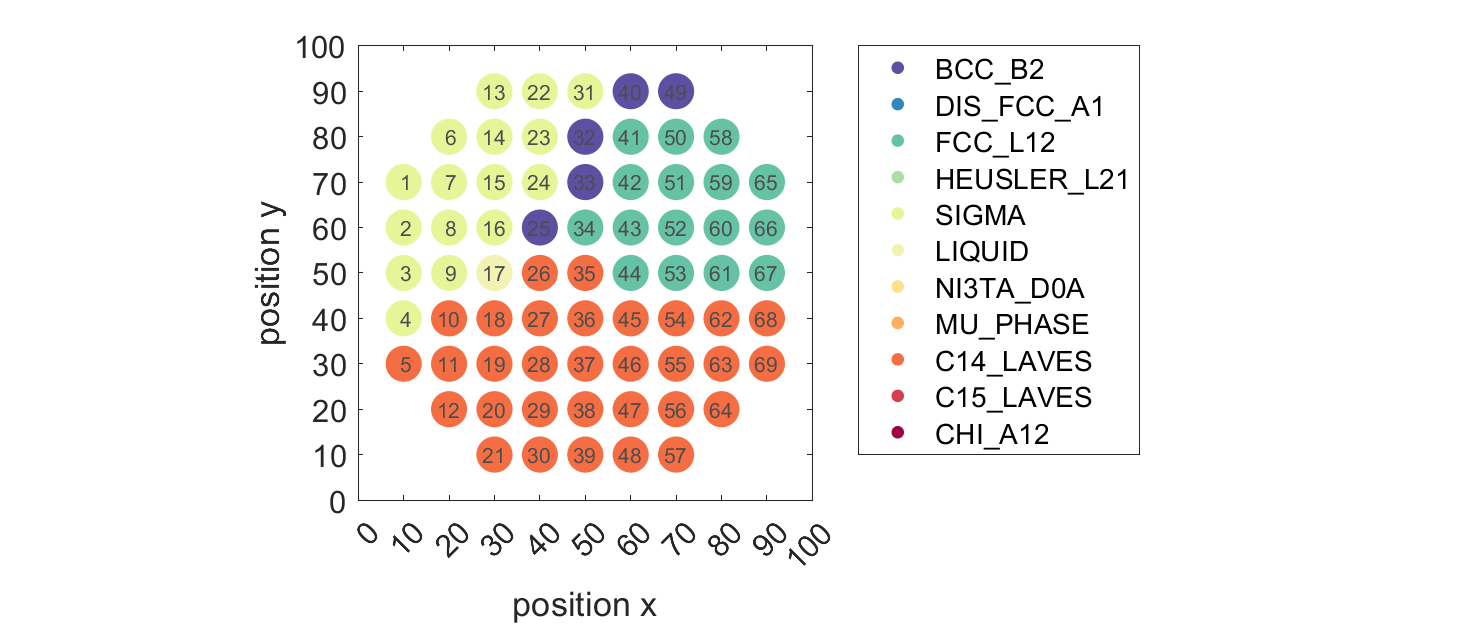 100
90 13 22 31 40 49
80 6 14 23 32 41 50 58
70 1 7 15 24 33 42 51 59 65
60 2 8 16 25 34 43 52 60 66
50 3 9 17 26 35 44 53 61 67
40 4 10 18 27 36 45 54 62 68
30 5 11 19 28 37 46 55 63 69
20 12 20 29 38 47 56 64
10 21 30 39 48 57
0
0 10 20 30 40 50 60 70 80 90 100
position x
position y
BCC_B2
DIS_FCC_A1
FCC_L12
HEUSLER_L21
SIGMA
LIQUID
NI3TA_D0A
MU_PHASE
C14_LAVES
C15_LAVES
CHI_A12